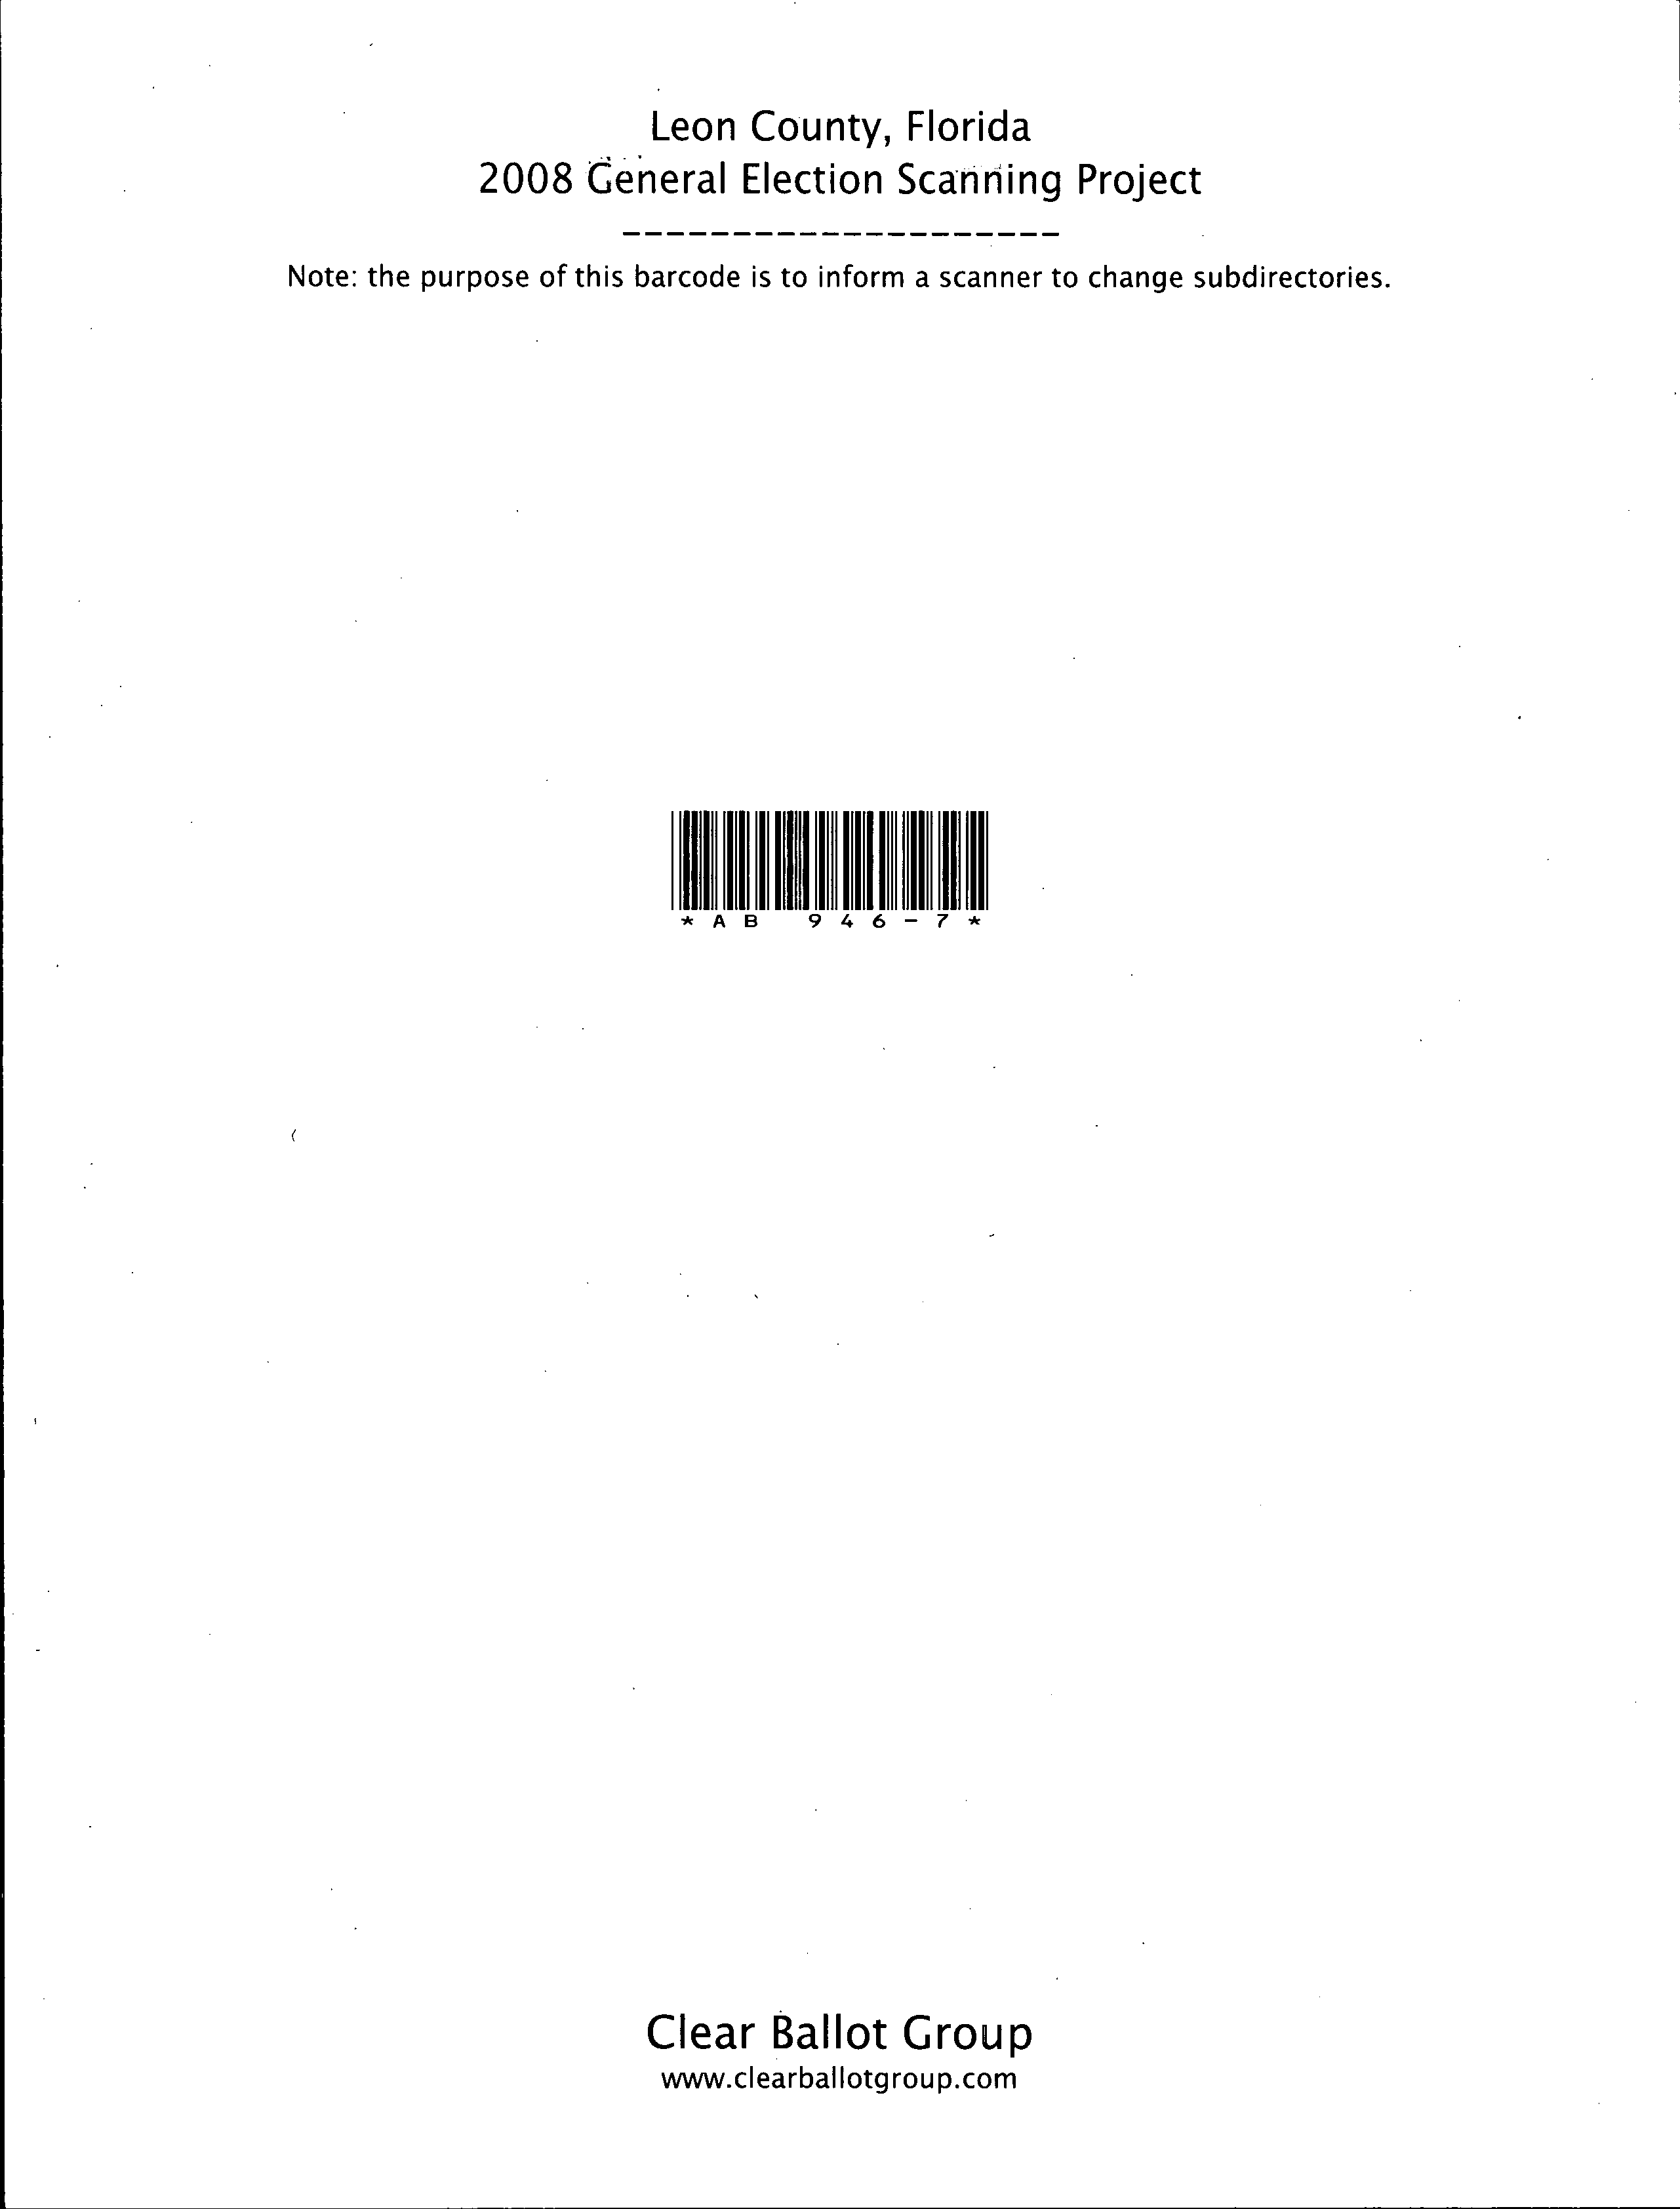 Leon County, Florida
2008 General Election Scanning Project
--------------------
Note: the purpose of this barcode is to inform a scanner to change subdirectories.
*AB 946-7*
Clear Ballot Group
www.clearballotgroup.com